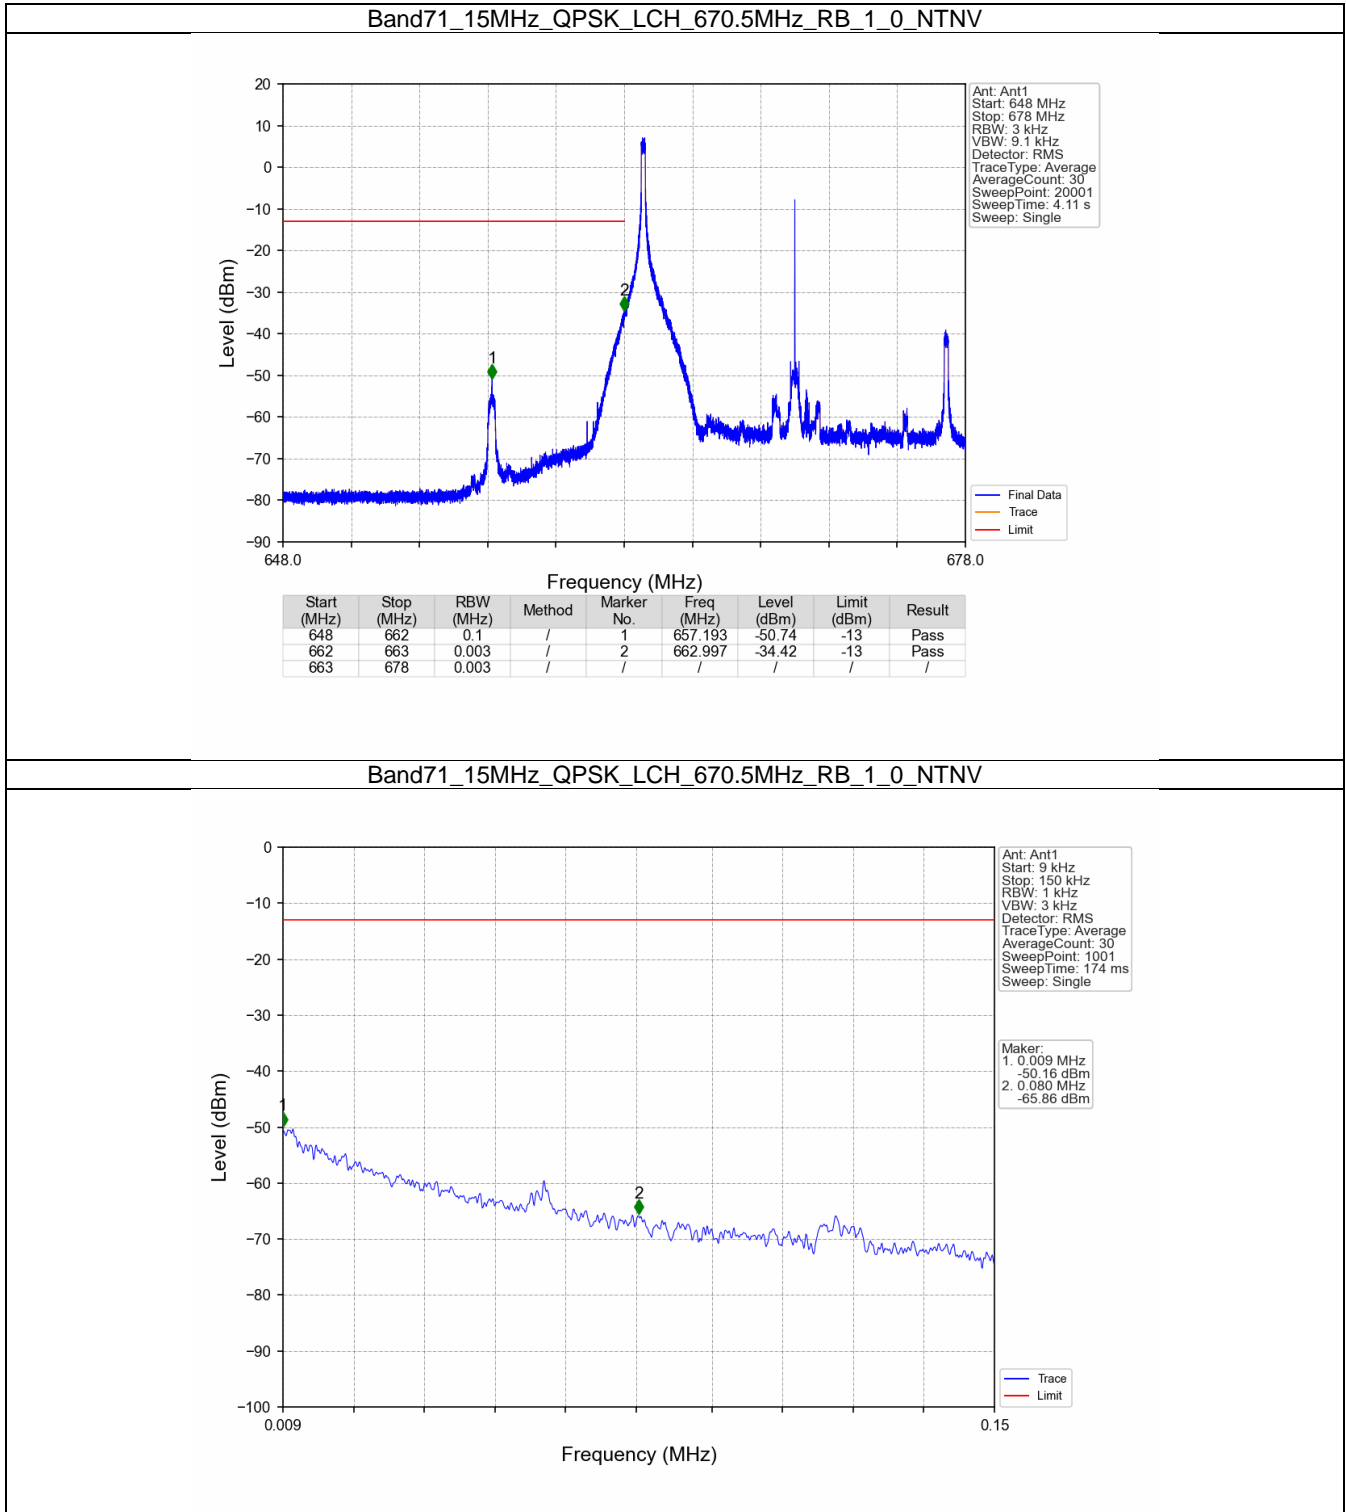 Band71_15MHz_QPSK_LCH_670.5MHz_RB_1_0_NTNV
20
10
0
−10
−20
−30
−40
−50
−60
−70
−80
−90
Level (dBm)
1
2
648.0
678.0
Frequency (MHz)
Ant: Ant1
Start: 648 MHz
Stop: 678 MHz
RBW: 3 kHz
VBW: 9.1 kHz
Detector: RMS
TraceType: Average
AverageCount: 30
SweepPoint: 20001
SweepTime: 4.11 s
Sweep: Single
Final Data
Trace
Limit
Start (MHz) Stop (MHz) RBW (MHz) Method Marker No. Freq (MHz) Level (dBm) Limit (dBm) Result
648 662 0.1 / 1 657.193 -50.74 -13 Pass
662 663 0.003 / 2 662.997 -34.42 -13 Pass
663 678 0.003 / / / / / /
Band71_15MHz_QPSK_LCH_670.5MHz_RB_1_0_NTNV
0
−10
−20
−30
−40
−50
−60
−70
−80
−90
−100
Level (dBm)
1
2
0.009
0.15
Frequency (MHz)
Ant: Ant1
Start: 9 kHz
Stop: 150 kHz
RBW: 1 kHz
VBW: 3 kHz
Detector: RMS
TraceType: Average
AverageCount: 30
SweepPoint: 1001
SweepTime: 174 ms
Sweep: Single
Maker:
1. 0.009 MHz
-50.16 dBm
2. 0.080 MHz
-65.86 dBm
Trace
Limit